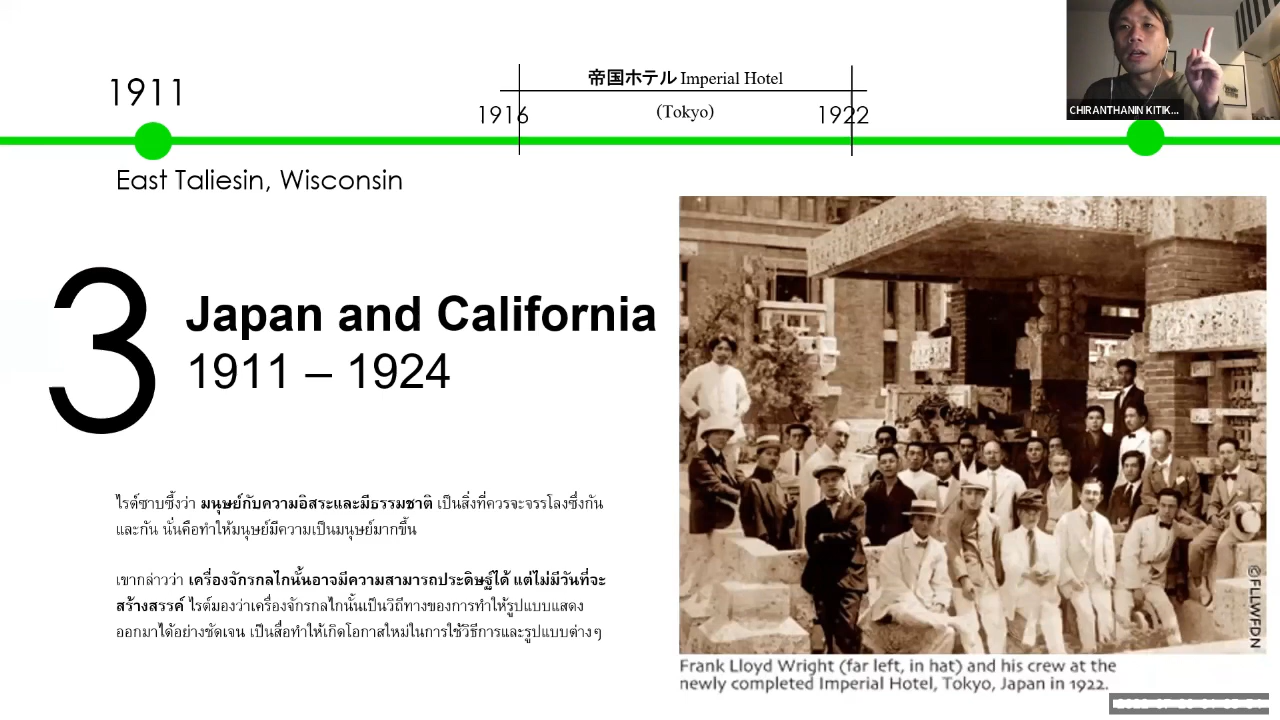 1911
帝国ホテル Imperial Hotel
1916
(Tokyo)
1922
CHIRANTHANIN KITIK...
East Taliesin, Wisconsin
3
Japan and California
1911 – 1924
ไรต์ซาบซึ้งว่า มนุษย์กับความอิสระและมีธรรมชาติ เป็นสิ่งที่ควรจะจรรโลงซึ่งกัน
และกัน นั่นคือทำให้มนุษย์มีความเป็นมนุษย์มากขึ้น
เขากล่าวว่า เครื่องจักรกลไกนั้นอาจมีความสามารถประดิษฐ์ได้ แต่ไม่มีวันที่จะ
สร้างสรรค์ ไรต์มองว่าเครื่องจักรกลไกนั้นเป็นวิถีทางของการทำให้รูปแบบแสดง
ออกมาได้อย่างชัดเจน เป็นสื่อทำให้เกิดโอกาสใหม่ในการใช้วิธีการและรูปแบบต่างๆ
©FLLWFDN
Frank Lloyd Wright (far left, in hat) and his crew at the
newly completed Imperial Hotel, Tokyo, Japan in 1922.